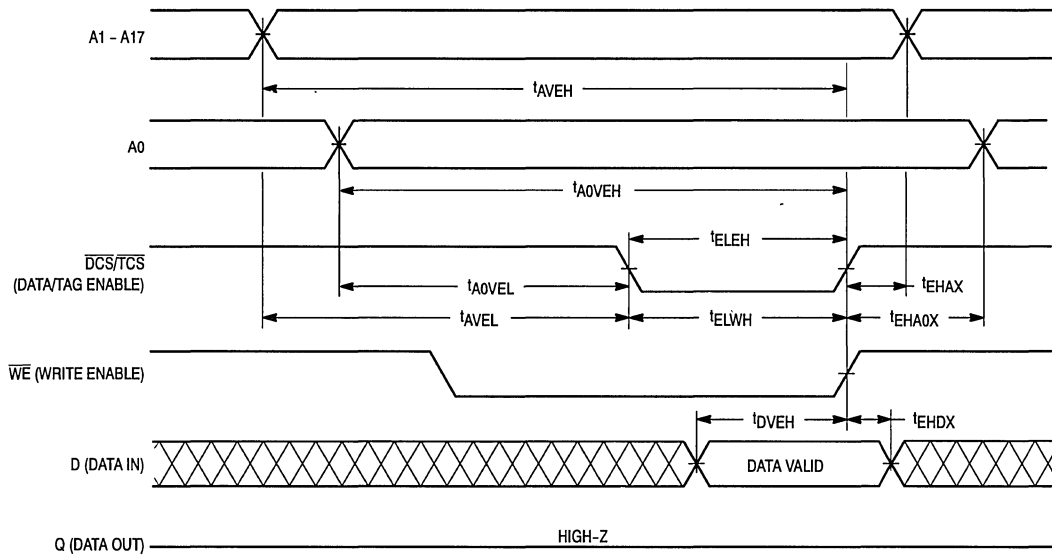 A1 – A17
tAVEH
A0
tA0VEH
DCS/TCS
(DATA/TAG ENABLE)
tELEH
tA0VEL
tEHAX
tAVEL
tELWH
tEHA0X
WE (WRITE ENABLE)
tDVEH
tEHDX
D (DATA IN)
DATA VALID
Q (DATA OUT)
HIGH–Z